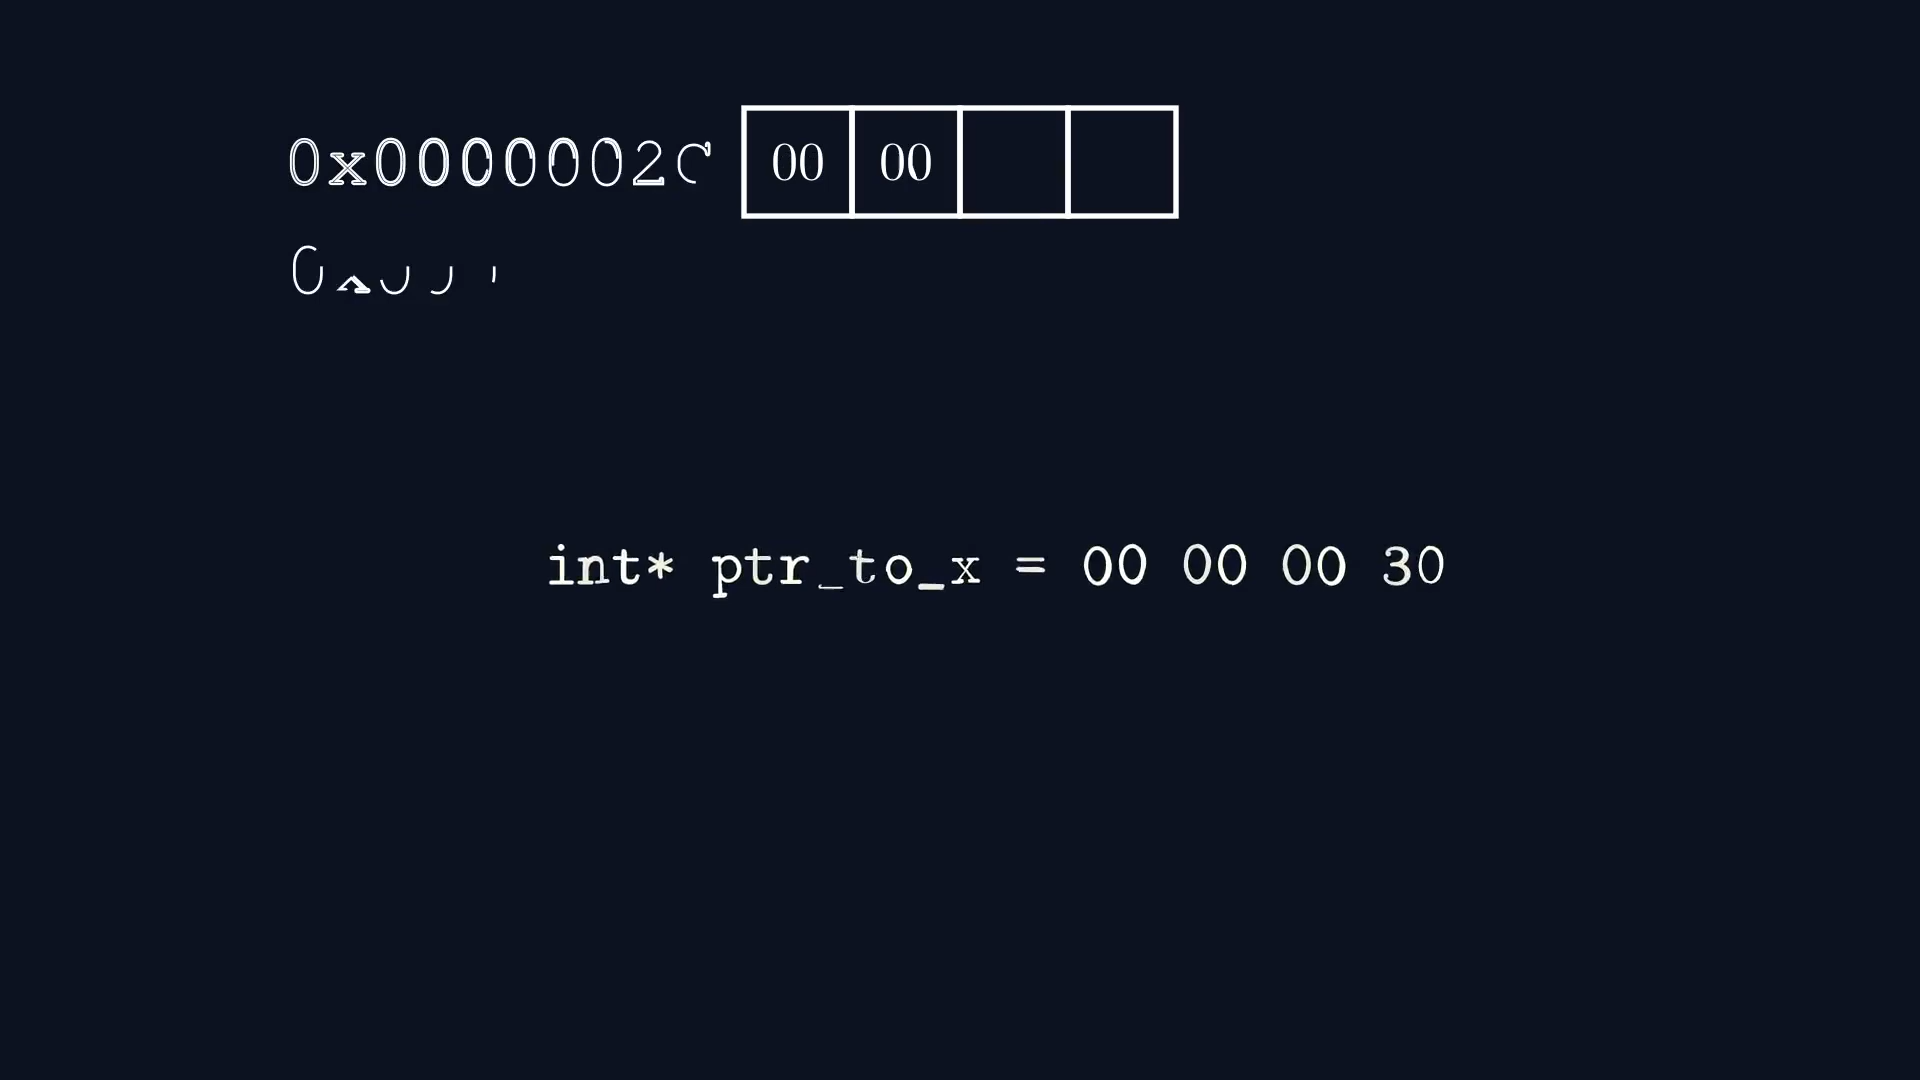 0x0000002C 00 00
int* ptr_to_x = 00 00 00 30